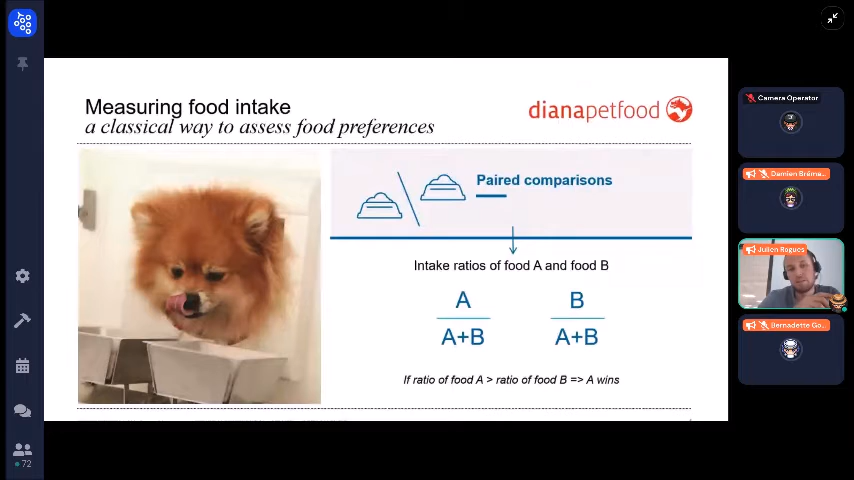 Measuring food intake
a classical way to assess food preferences
dianapetfood
Paired comparisons
Intake ratios of food A and food B
A
A+B
B
A+B
If ratio of food A > ratio of food B => A wins
Camera Operator
Damien Bréma...
Julien Rogues
Bernadette Go...
72